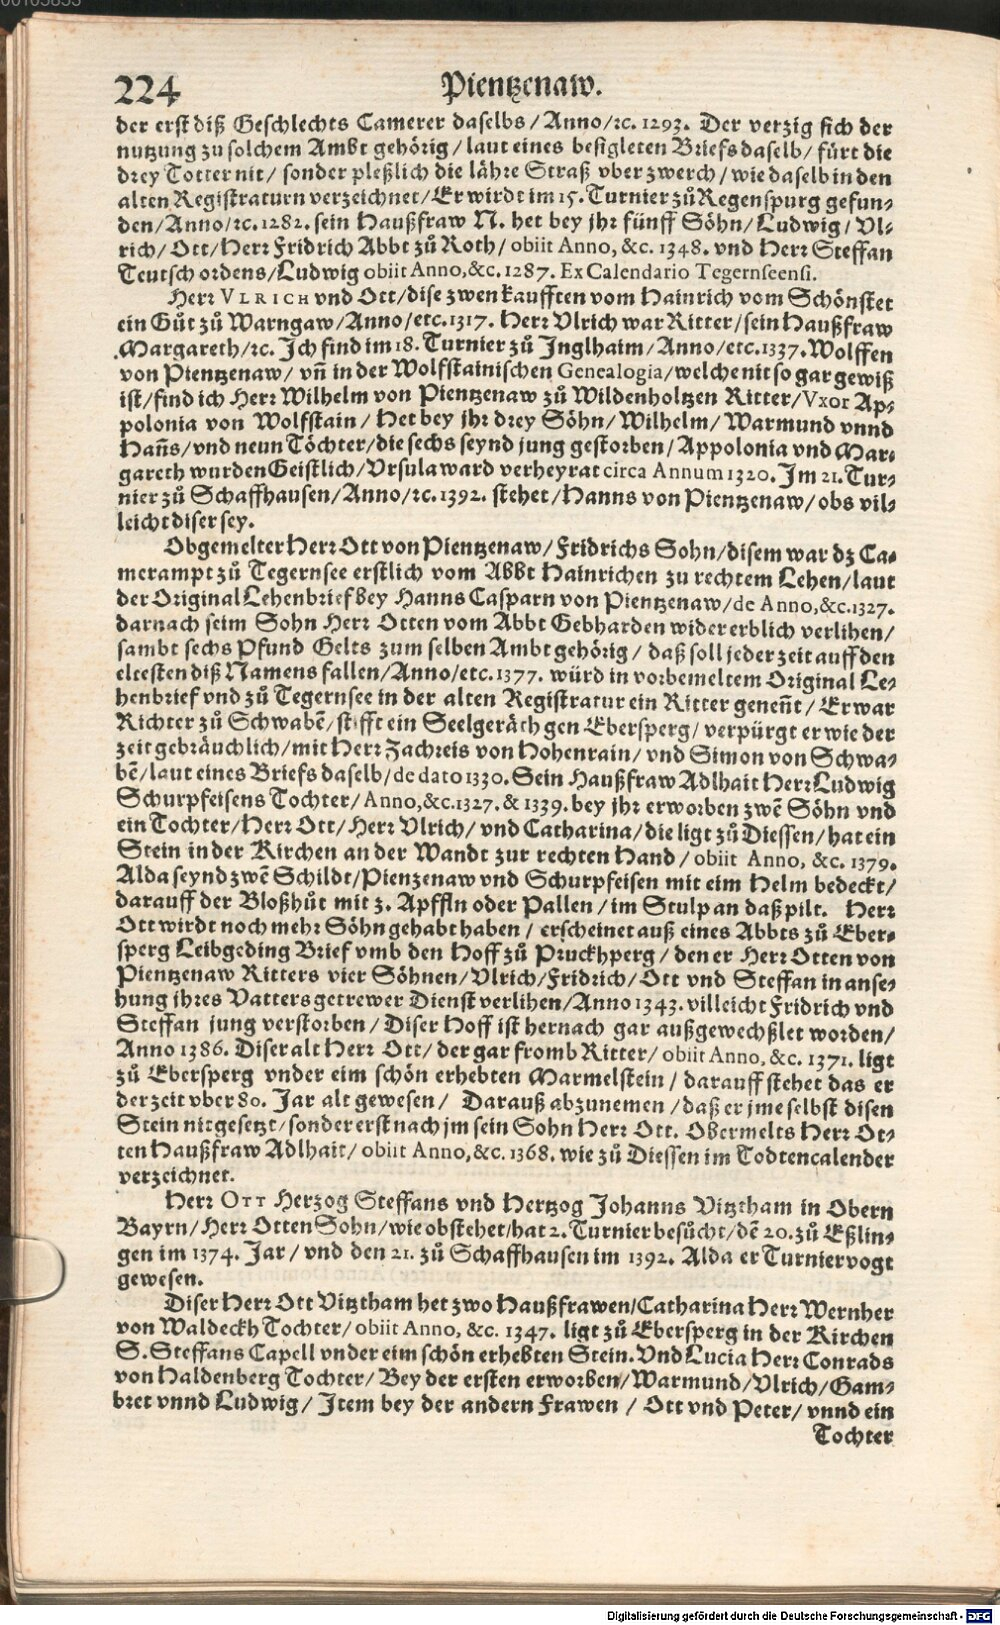 224
Pientzenaw.
der erst diß Geschlechts Camerer daselbs / Anno /ꝛc. 1293. Der verzig sich der
nutzung zu solchem Ambt gehörig / laut eines besigleten Briefs daselb / fürt die
drey Totter nit / sonder pleßlich die lähre Straß vber zwerch / wie daselb in den
alten Registraturn verzeichnet / Er wirdt im 15. Turnier zů Regenspurg gefun-
den / Anno /ꝛc. 1282. sein Haußfraw N. het bey jhr fünff Söhn / Ludwig / Vl-
rich / Ott / Herr Fridrich Abbt zů Roth / obiit Anno, &c. 1348. vnd Herr Steffan
Teutsch ordens / Ludwig obiit Anno, &c. 1287. Ex Calendario Tegernseensi.
Herr VLRICH vnd Ott / dise zwen kaufften vom Hainrich vom Schönstet
ein Gůt zů Warngaw / Anno / etc. 1317. Herr Vlrich war Ritter / sein Haußfraw
Margareth /ꝛc. Ich find im 18. Turnier zů Inglhaim / Anno / etc. 1337. Wolffen
von Pientzenaw / vñ in der Wolfstainischen Genealogia / welche nit so gar gewiß
ist / find ich Herr Wilhelm von Pientzenaw zů Wildenholtzen Ritter / Vxor Ap-
polonia von Wolfstain / Het bey jhr drey Söhn / Wilhelm / Warmund vnnd
Hañs / vnd neun Töchter / die sechs seynd jung gestorben / Appolonia vnd Mar-
gareth wurden Geistlich / Vrsula ward verheyrat circa Annum 1320. Im 21. Tur-
nier zů Schaffhausen / Anno /ꝛc. 1392. stehet / Hanns von Pientzenaw / obs vil-
leicht diser sey.
Obgemelter Herr Ott von Pientzenaw / Fridrichs Sohn / disem war dz Ca-
merampt zů Tegernsee erstlich vom Abbt Hainrichen zu rechtem Lehen / laut
der Original Lehenbrief bey Hanns Casparn von Pientzenaw / de Anno, &c. 1327.
darnach seim Sohn Herr Otten vom Abbt Gebharden wider erblich verlihen /
sambt sechs Pfund Gelts zum selben Ambt gehörig / daß soll jeder zeit auff den
eltesten diß Namens fallen / Anno / etc. 1377. würd in vorbemeltem Original Le-
henbrief vnd zů Tegernsee in der alten Registratur ein Ritter geneñt / Er war
Richter zů Schwabẽ / stifft ein Seelgeräth gen Ebersperg / verpürgt er wie der
zeit gebräuchlich / mit Herr Zachreis von Hohenrain / vnd Simon von Schwa-
bẽ / laut eines Briefs daselb / de dato 1330. Sein Haußfraw Adlhait Herr Ludwig
Schurpfeisens Tochter / Anno, &c. 1327. & 1339. bey jhr erworben zwẽ Söhn vnd
ein Tochter / Herr Ott / Herr Vlrich / vnd Catharina / die ligt zů Diessen / hat ein
Stein in der Kirchen an der Wandt zur rechten Hand / obiit Anno, &c. 1379.
Alda seynd zwẽ Schildt / Pienzenaw vnd Schurpfeisen mit eim Helm bedeckt /
darauff der Bloßhůt mit 3. Apffln oder Pallen / im Stulp an daß pilt. Herr
Ott wirdt noch mehr Söhn gehabt haben / erscheinet auß eines Abbts zů Eber-
sperg Leibgeding Brief vmb den Hoff zů Pruckhperg / den er Herr Otten von
Pientzenaw Ritters vier Söhnen / Vlrich / Fridrich / Ott vnd Steffan in anse-
hung jhres Vatters getrewer Dienst verlihen / Anno 1343. villeicht Fridrich vnd
Steffan jung verstorben / Diser Hoff ist hernach gar außgewechßlet worden /
Anno 1386. Diser alt Herr Ott / der gar fromb Ritter / obiit Anno, &c. 1371. ligt
zů Ebersperg vnder eim schön erhebten Marmelstein / darauff stehet das er
der zeit vber 80. Jar alt gewesen / Darauß abzunemen / daß er jme selbst disen
Stein nit gesetzt / sonder erst nach jm sein Sohn Herr Ott. Obermelts Herr Ot-
ten Haußfraw Adlhait / obiit Anno, &c. 1368. wie zů Diessen im Todtencalender
verzeichnet.
Herr OTT Herzog Steffans vnd Hertzog Johanns Vitztham in Obern
Bayrn / Herr Otten Sohn / wie obstehet / hat 2. Turnier besůcht / dẽ 20. zů Eßlin-
gen im 1374. Jar / vnd den 21. zů Schaffhausen im 1392. Alda er Turniervogt
gewesen.
Diser Herr Ott Vitztham het zwo Haußfrawen / Catharina Herr Wernher
von Waldeckh Tochter / obiit Anno, &c. 1347. ligt zů Ebersperg in der Kirchen
S. Steffans Capell vnder eim schön erhebten Stein. Vnd Lucia Herr Conrads
von Haldenberg Tochter / Bey der ersten erworben / Warmund / Vlrich / Gam-
bret vnnd Ludwig / Item bey der andern Frawen / Ott vnd Peter / vnnd ein
Tochter
Digitalisierung gefördert durch die Deutsche Forschungsgemeinschaft - DFG